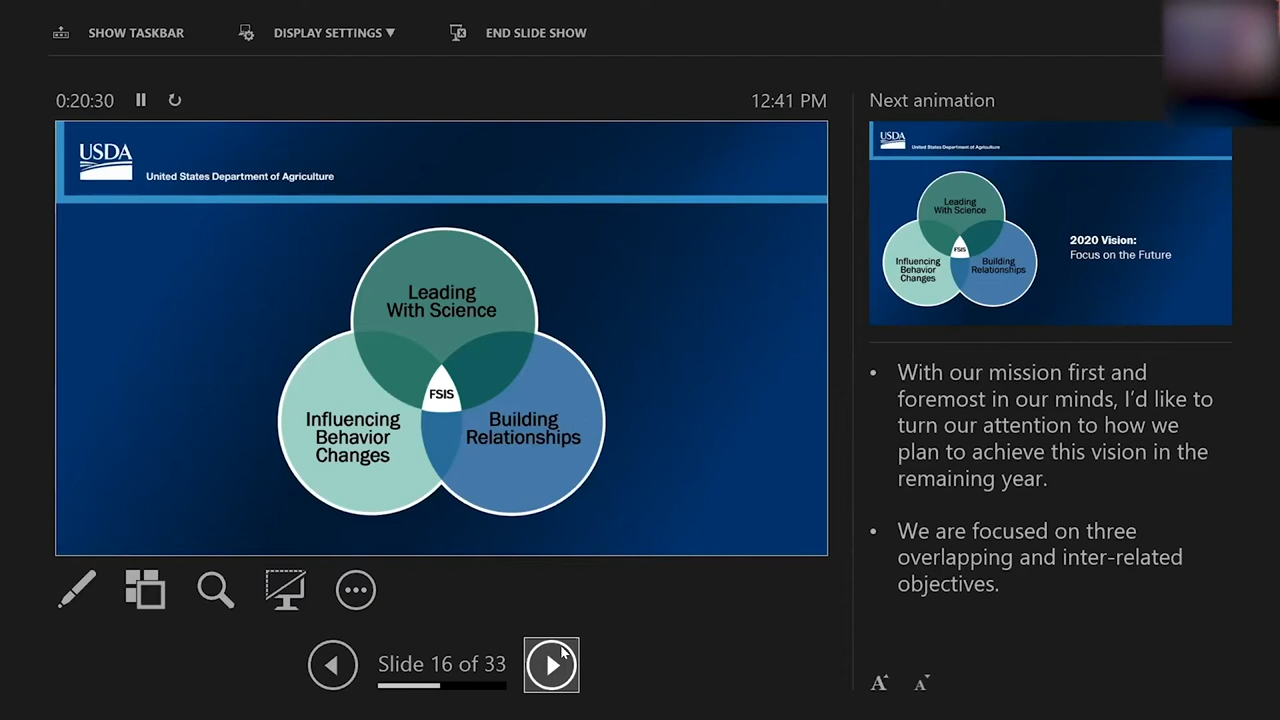 SHOW TASKBAR
DISPLAY SETTINGS ▼
END SLIDE SHOW
0:20:30
12:41 PM
USDA
United States Department of Agriculture
Leading
With Science
FSIS
Influencing
Behavior
Changes
Building
Relationships
Slide 16 of 33
Next animation
USDA
United States Department of Agriculture
Leading
With Science
FSIS
Influencing
Behavior
Changes
Building
Relationships
2020 Vision:
Focus on the Future
• With our mission first and
foremost in our minds, I'd like to
turn our attention to how we
plan to achieve this vision in the
remaining year.
• We are focused on three
overlapping and inter-related
objectives.
A A